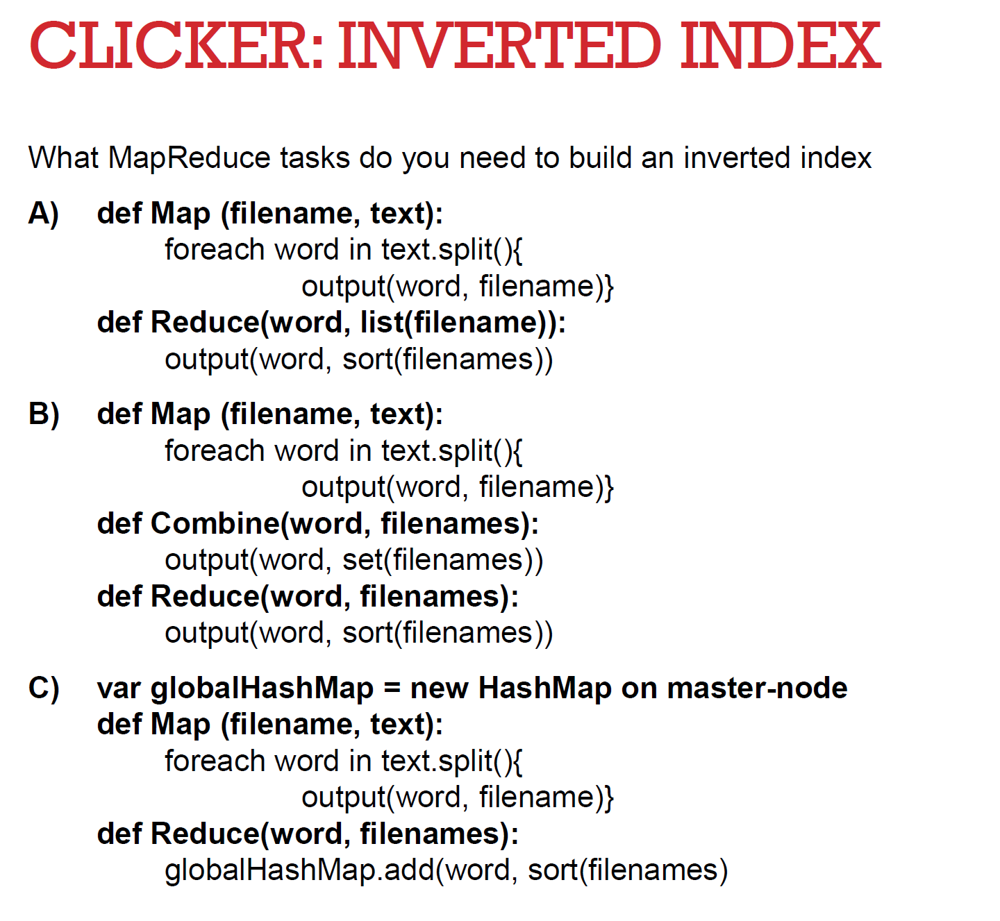 CLICKER: INVERTED INDEX
What MapReduce tasks do you need to build an inverted index
A) def Map (filename, text):
foreach word in text.split(){
output(word, filename)}
def Reduce(word, list(filename)):
output(word, sort(filenames))
B) def Map (filename, text):
foreach word in text.split(){
output(word, filename)}
def Combine(word, filenames):
output(word, set(filenames))
def Reduce(word, filenames):
output(word, sort(filenames))
C) var globalHashMap = new HashMap on master-node
def Map (filename, text):
foreach word in text.split(){
output(word, filename)}
def Reduce(word, filenames):
globalHashMap.add(word, sort(filenames)